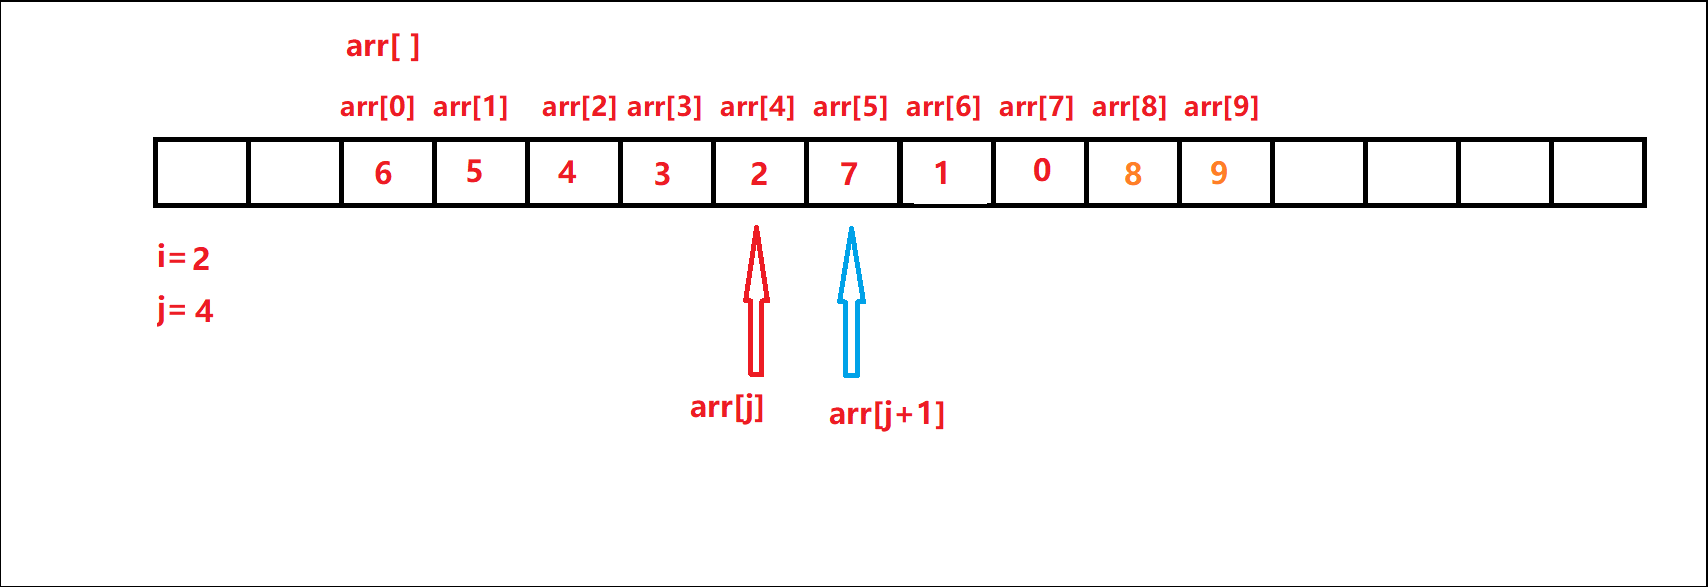 arr[ ]
arr[0] arr[1] arr[2] arr[3] arr[4] arr[5] arr[6] arr[7] arr[8] arr[9]
6 5 4 3 2 7 1 0 8 9
i= 2
j= 4
arr[j] arr[j+1]